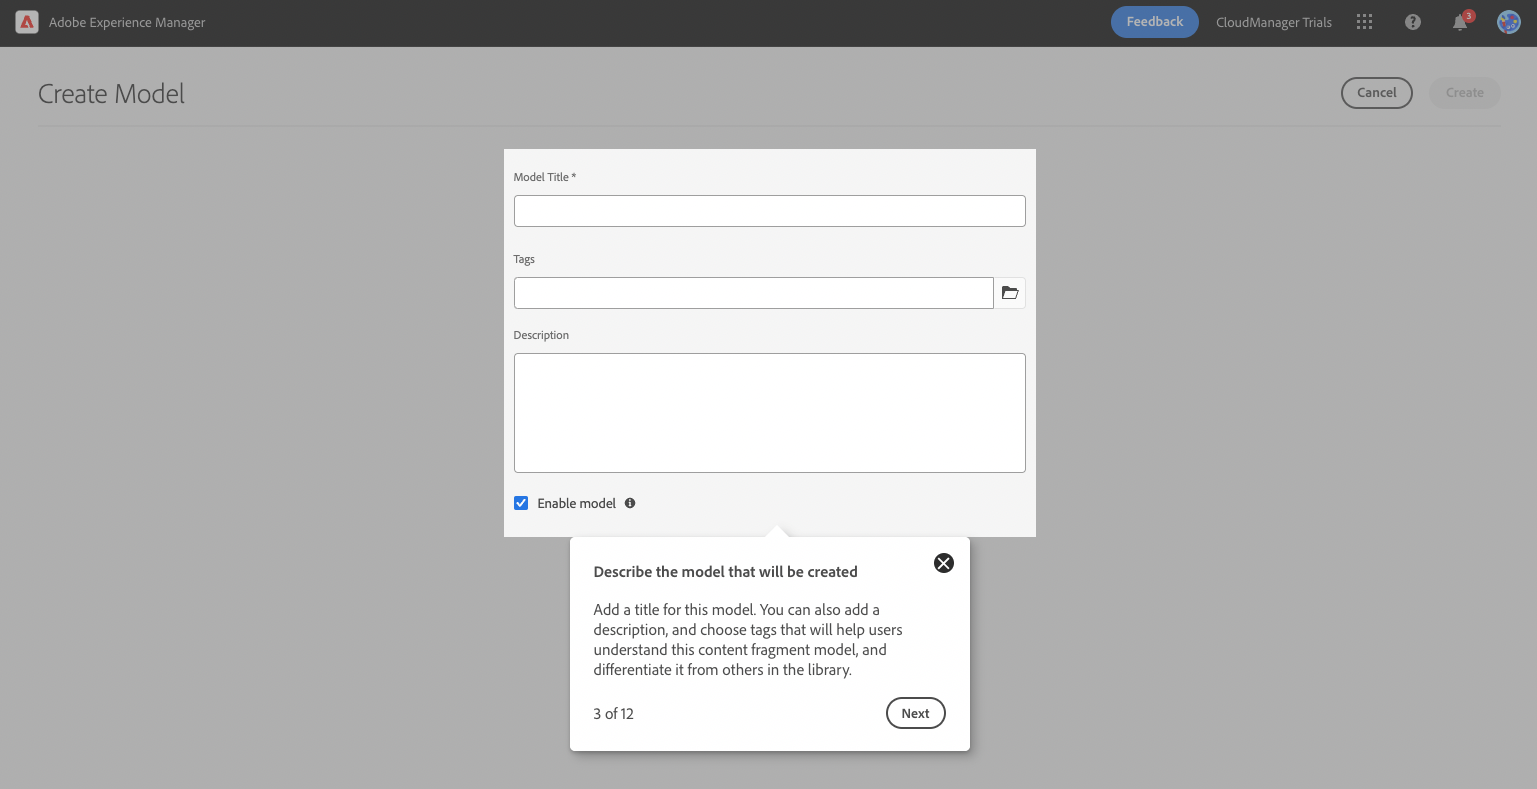 Adobe Experience Manager
Feedback
CloudManager Trials
3
Create Model
Cancel
Create
Model Title *
Tags
Description
Enable model
Describe the model that will be created
Add a title for this model. You can also add a
description, and choose tags that will help users
understand this content fragment model, and
differentiate it from others in the library.
3 of 12
Next